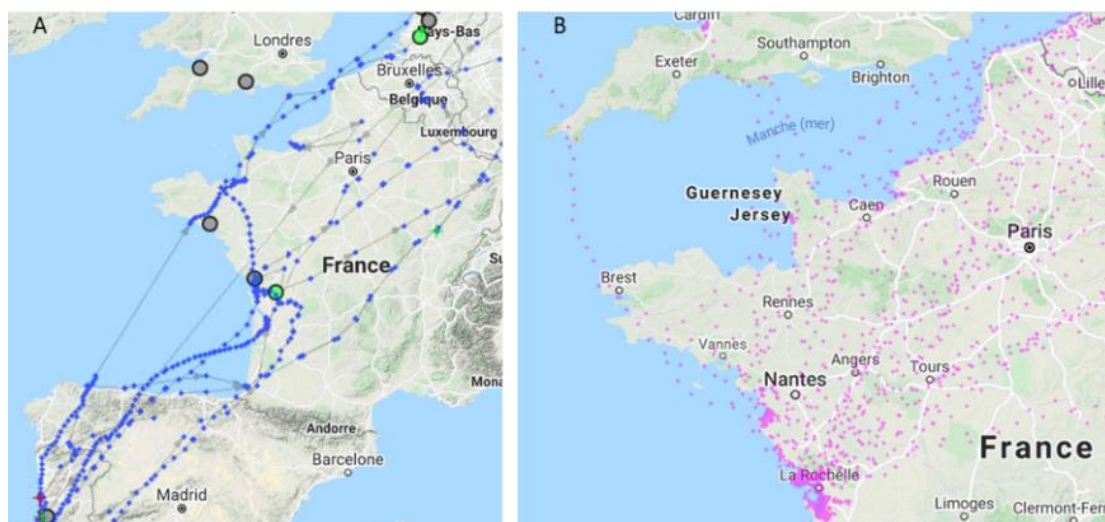 A
Londres
Pays-Bas
Bruxelles
Belgique
Luxembourg
Paris
France
Su
Mona
Andorre
Barcelone
Madrid
B
Cardiff
Southampton
Exeter
Brighton
Lille
Manche (mer)
Guernesey
Rouen
Jersey
Caen
Paris
Brest
Rennes
Vannes
Angers
Tours
Nantes
La Rochelle
France
Limoges
Clermont-Ferr